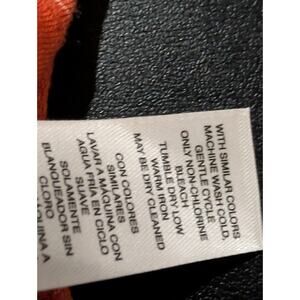 WITH SIMILAR COLORS
MACHINE WASH COLD,
GENTLE CYCLE
ONLY NON-CHLORINE
BLEACH
TUMBLE DRY LOW
WARM IRON
MAY BE DRY CLEANED
CON COLORES
SIMILARES
LAVAR A MAQUINA CON
AGUA FRÍA EN CICLO
SUAVE
SOLAMENTE
BLANQUEADOR SIN
CLORO